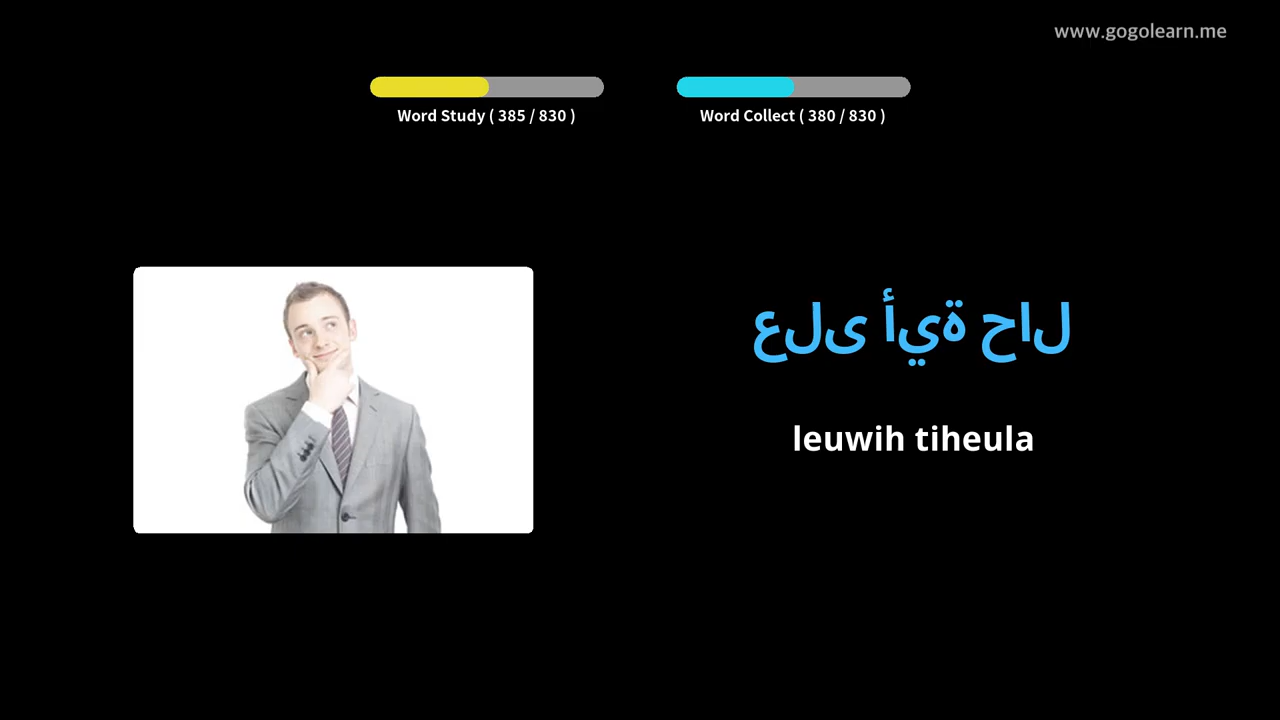 www.gogolearn.me
Word Study ( 385 / 830 )
Word Collect ( 380 / 830 )
على أية حال
leuwih tiheula